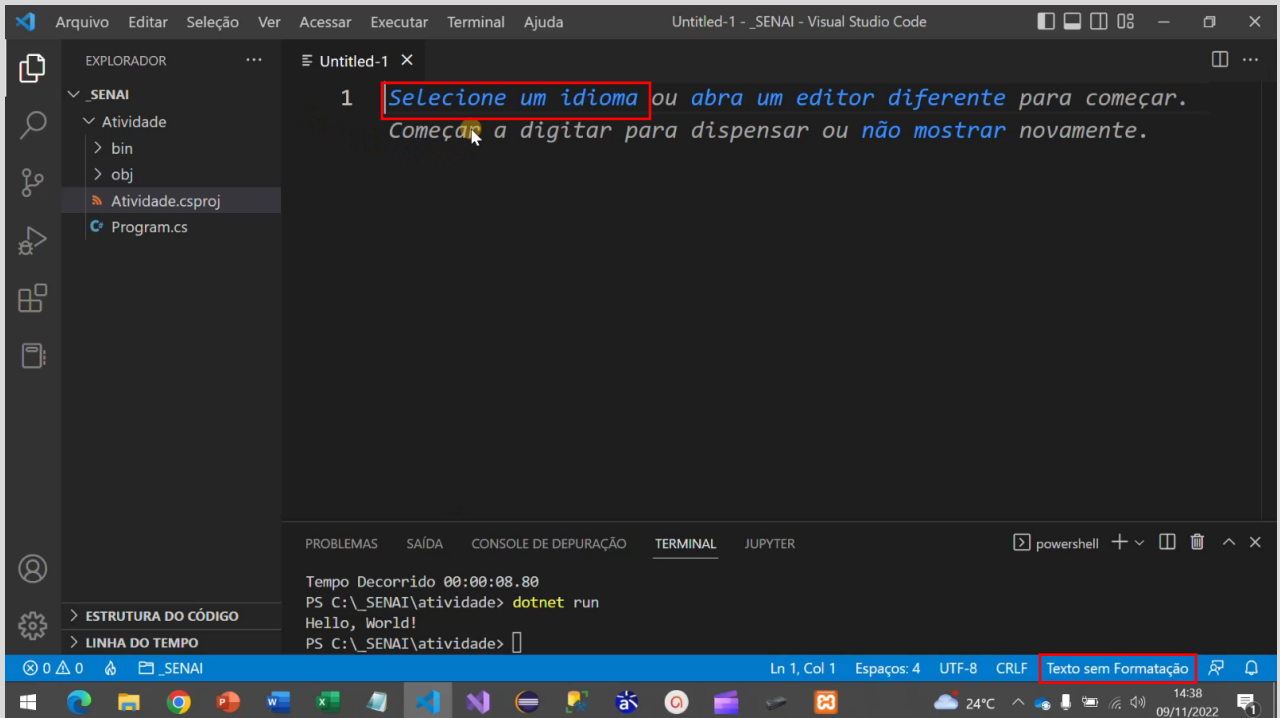 Arquivo Editar Seleção Ver Acessar Executar Terminal Ajuda Untitled-1 - _SENAI - Visual Studio Code
EXPLORADOR
Untitled-1
_SENAI
Atividade
bin
obj
Atividade.csproj
Program.cs
1 Selecione um idioma ou abra um editor diferente para começar.
Começar a digitar para dispensar ou não mostrar novamente.
PROBLEMAS SAÍDA CONSOLE DE DEPURAÇÃO TERMINAL JUPYTER powershell
Tempo Decorrido 00:00:08.80
PS C:\_SENAI\atividade> dotnet run
Hello, World!
PS C:\_SENAI\atividade>
ESTRUTURA DO CÓDIGO
LINHA DO TEMPO
0 0 _SENAI Ln 1, Col 1 Espaços: 4 UTF-8 CRLF Texto sem Formatação
24°C 14:38
09/11/2022 1